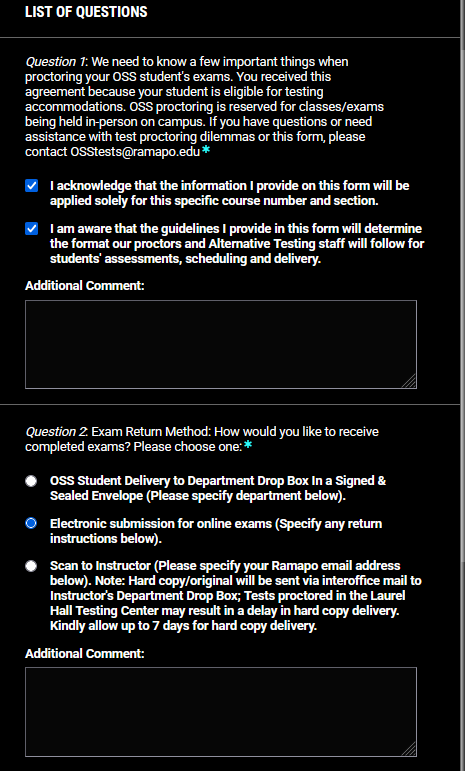 LIST OF QUESTIONS
Question 1: We need to know a few important things when
proctoring your OSS student's exams. You received this
agreement because your student is eligible for testing
accommodations. OSS proctoring is reserved for classes/exams
being held in-person on campus. If you have questions or need
assistance with test proctoring dilemmas or this form, please
contact OSStests@ramapo.edu *
I acknowledge that the information I provide on this form will be
applied solely for this specific course number and section.
I am aware that the guidelines I provide in this form will determine
the format our proctors and Alternative Testing staff will follow for
students' assessments, scheduling and delivery.
Additional Comment:
Question 2: Exam Return Method: How would you like to receive
completed exams? Please choose one: *
OSS Student Delivery to Department Drop Box In a Signed &
Sealed Envelope (Please specify department below).
Electronic submission for online exams (Specify any return
instructions below).
Scan to Instructor (Please specify your Ramapo email address
below). Note: Hard copy/original will be sent via interoffice mail to
Instructor's Department Drop Box; Tests proctored in the Laurel
Hall Testing Center may result in a delay in hard copy delivery.
Kindly allow up to 7 days for hard copy delivery.
Additional Comment: